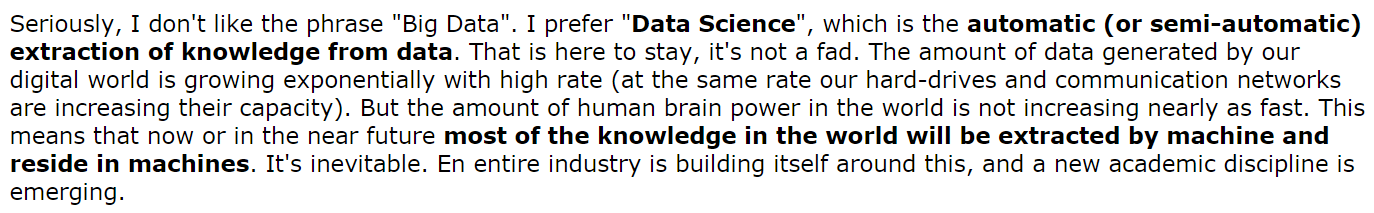 Seriously, I don't like the phrase "Big Data". I prefer "Data Science", which is the automatic (or semi-automatic)
extraction of knowledge from data. That is here to stay, it's not a fad. The amount of data generated by our
digital world is growing exponentially with high rate (at the same rate our hard-drives and communication networks
are increasing their capacity). But the amount of human brain power in the world is not increasing nearly as fast. This
means that now or in the near future most of the knowledge in the world will be extracted by machine and
reside in machines. It's inevitable. En entire industry is building itself around this, and a new academic discipline is
emerging.